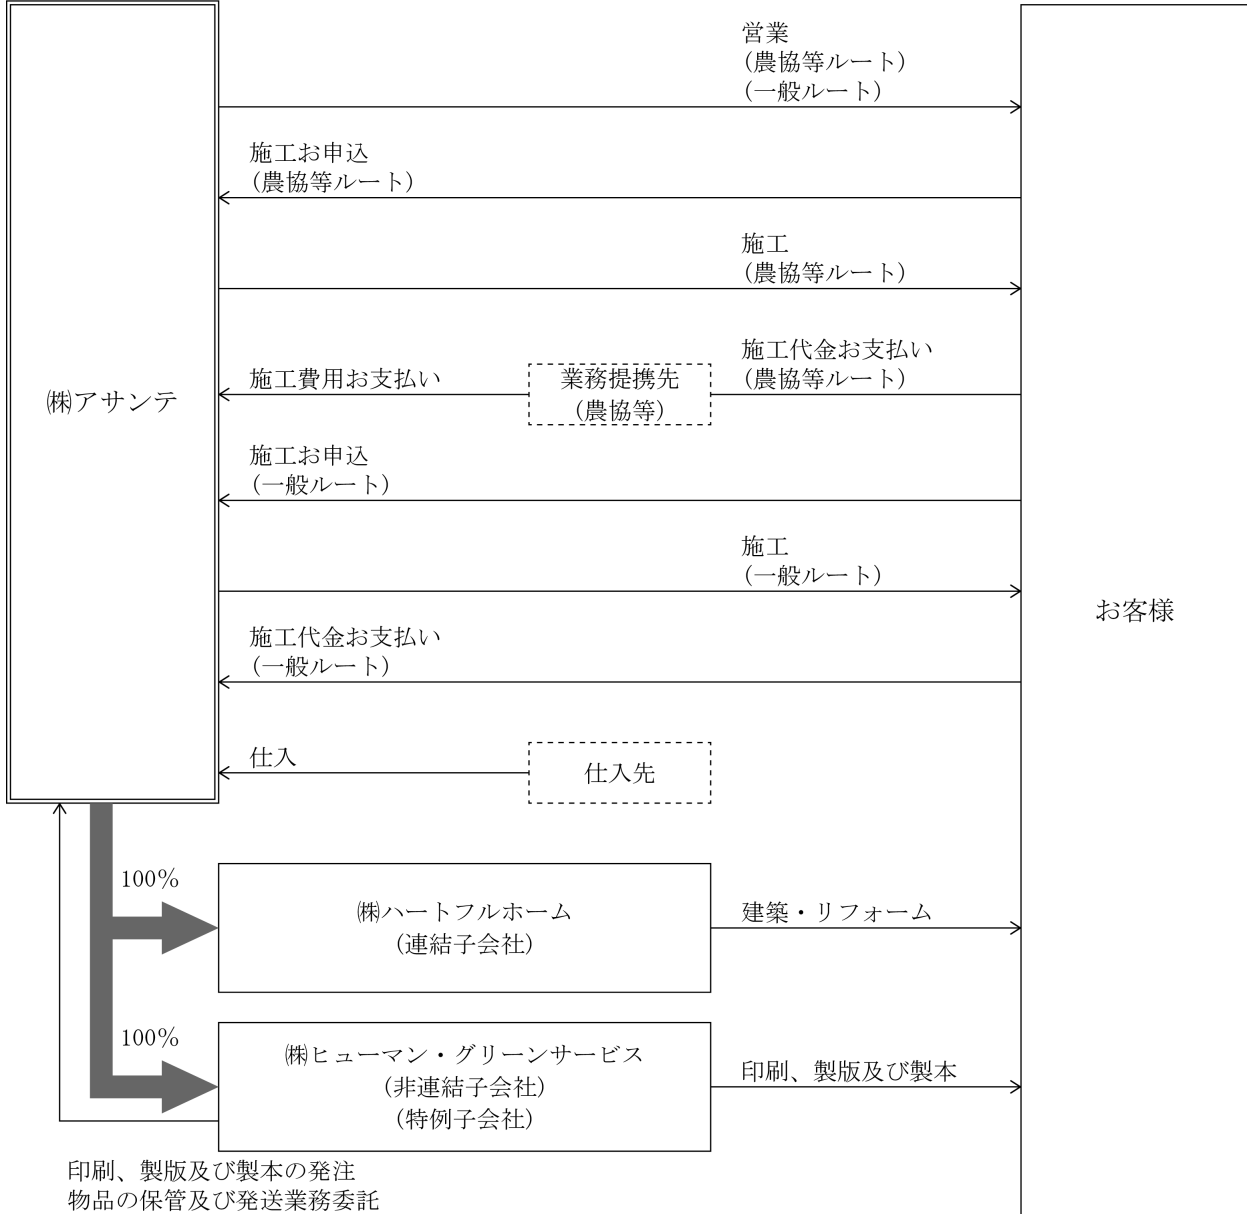 営業
(農協等ルート)
(一般ルート)
施工お申込
(農協等ルート)
施工
(農協等ルート)
施工代金お支払い
(農協等ルート)
施工費用お支払い
業務提携先
(農協等)
㈱アサンテ
施工お申込
(一般ルート)
施工
(一般ルート)
お客様
施工代金お支払い
(一般ルート)
仕入
仕入先
100%
㈱ハートフルホーム
(連結子会社)
建築・リフォーム
100%
㈱ヒューマン・グリーンサービス
(非連結子会社)
(特例子会社)
印刷、製版及び製本
印刷、製版及び製本の発注
物品の保管及び発送業務委託